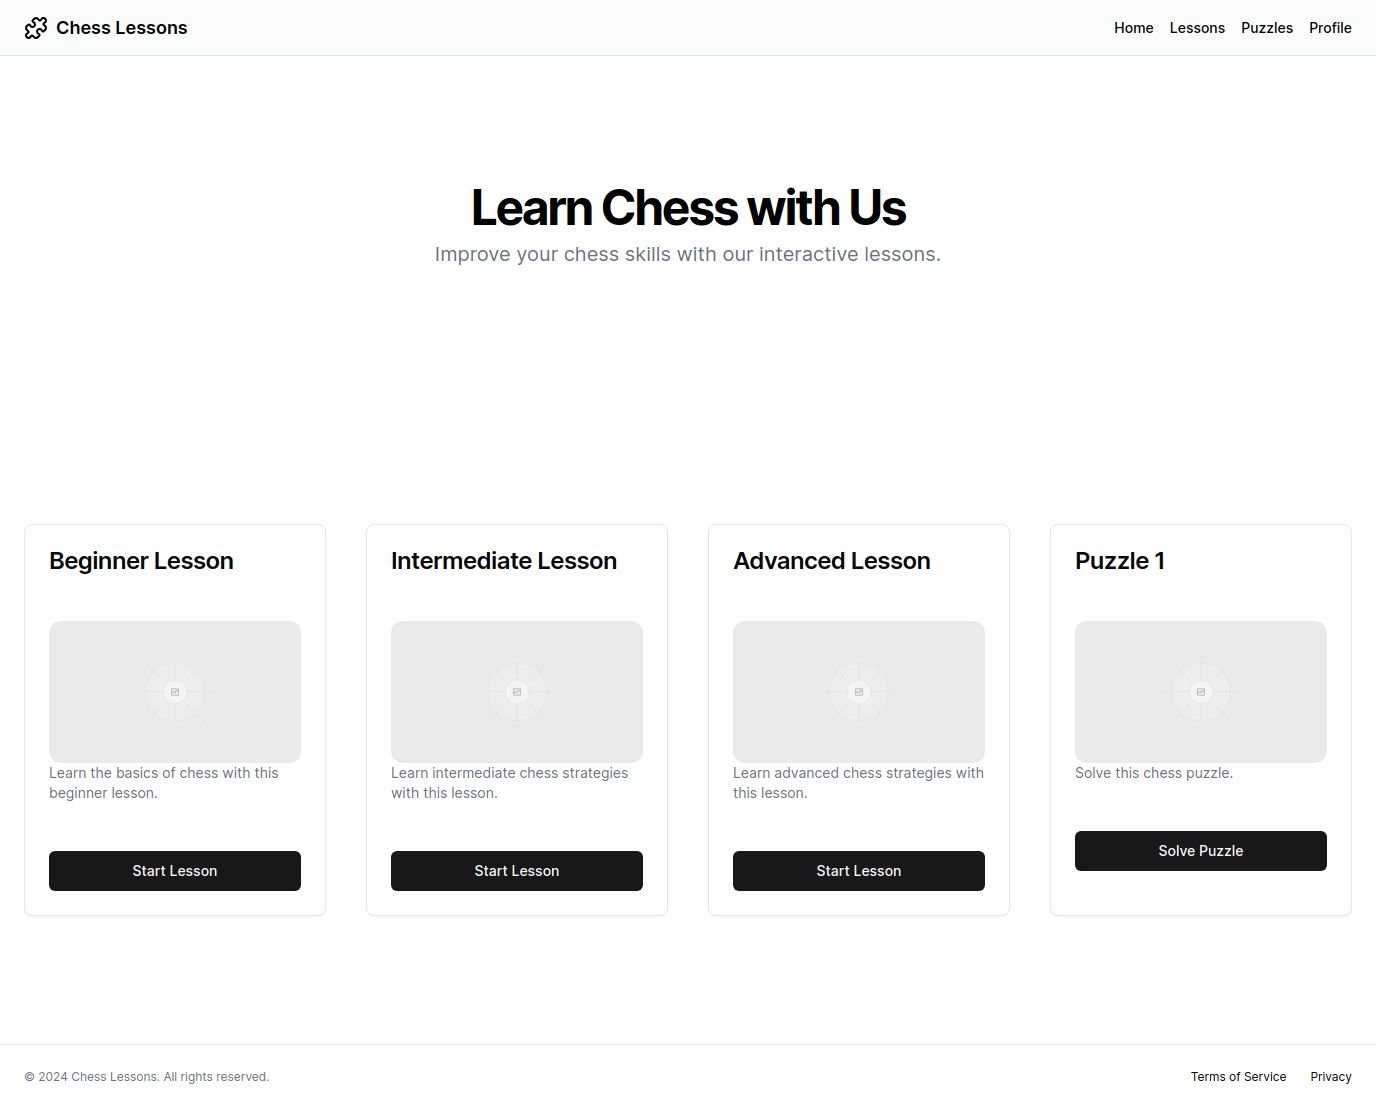 Chess Lessons
Home Lessons Puzzles Profile
Learn Chess with Us
Improve your chess skills with our interactive lessons.
Beginner Lesson
Learn the basics of chess with this
beginner lesson.
Start Lesson
Intermediate Lesson
Learn intermediate chess strategies
with this lesson.
Start Lesson
Advanced Lesson
Learn advanced chess strategies with
this lesson.
Start Lesson
Puzzle 1
Solve this chess puzzle.
Solve Puzzle
© 2024 Chess Lessons. All rights reserved.
Terms of Service Privacy